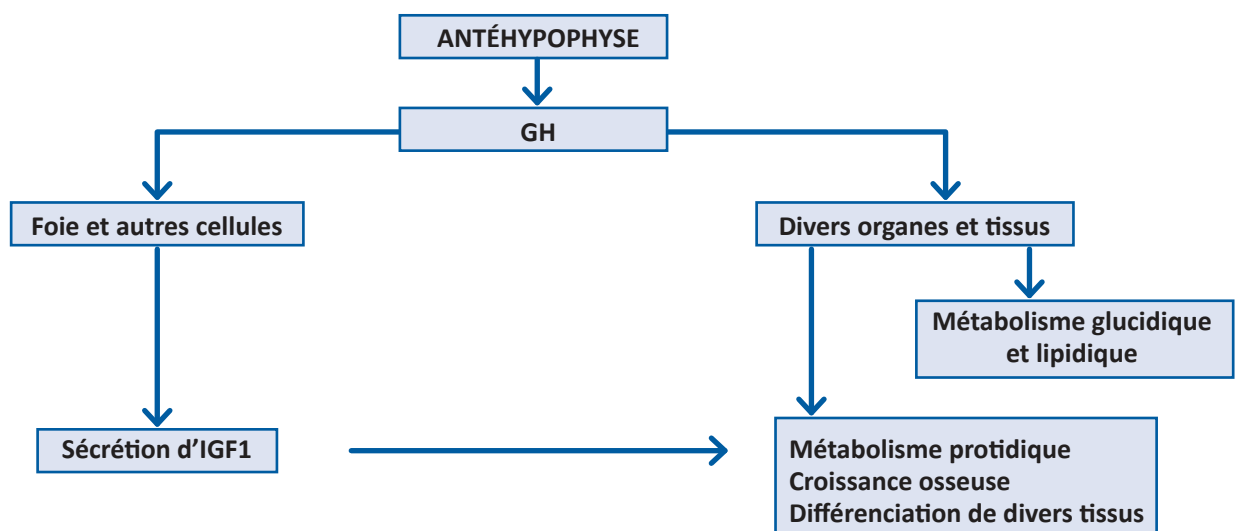 ANTÉHYPOPHYSE
GH
Foie et autres cellules
Divers organes et tissus
Métabolisme glucidique
et lipidique
Sécrétion d'IGF1
Métabolisme protidique
Croissance osseuse
Différenciation de divers tissus